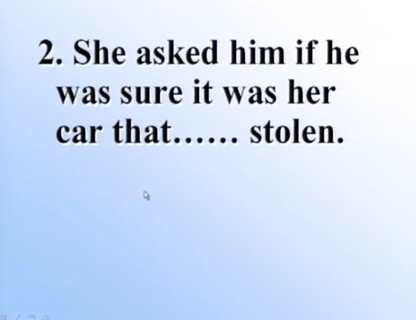 2. She asked him if he
was sure it was her
car that...... stolen.